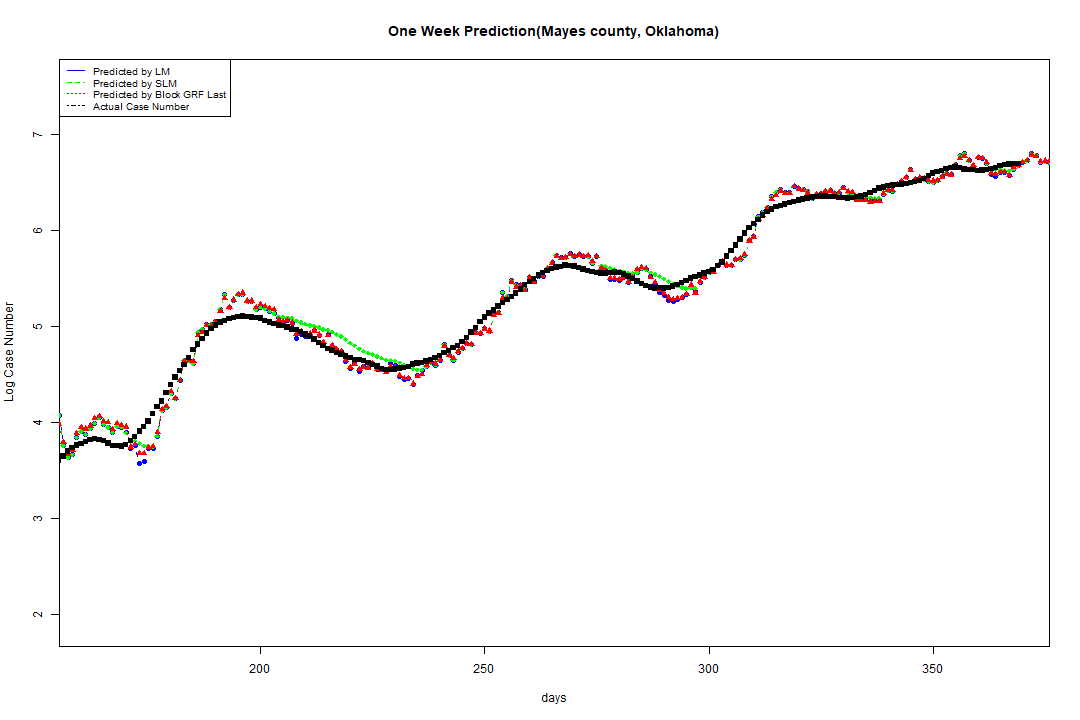 One Week Prediction(Mayes county, Oklahoma)
Predicted by LM
Predicted by SLM
Predicted by Block GRF Last
Actual Case Number
7
6
5
4
3
2
Log Case Number
200 250 300 350
days